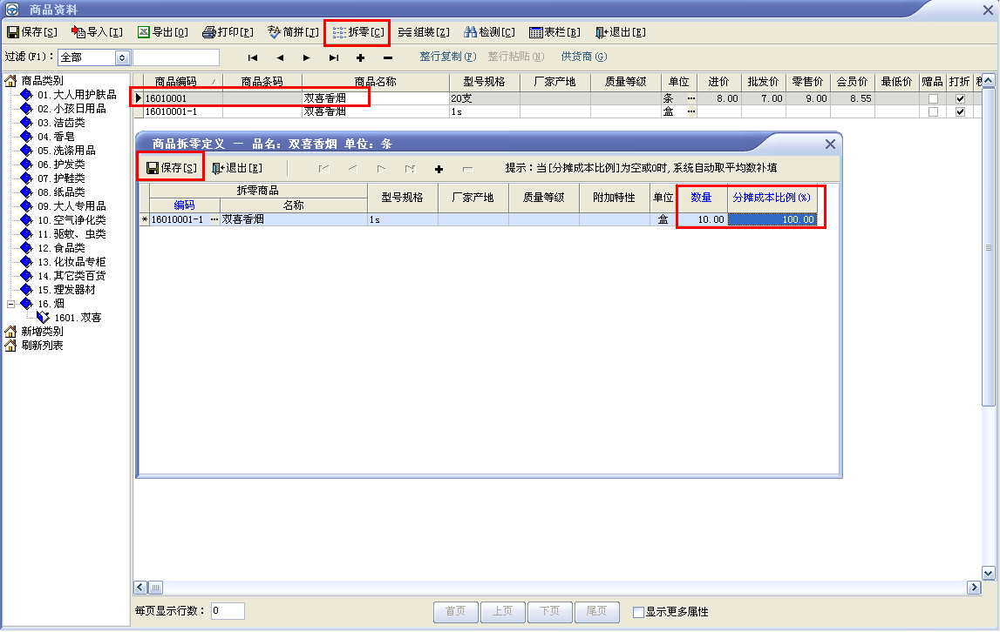 商品资料
保存[S] 导入[I] 导出[O] 打印[P] 简拼[J] 拆零[C] 组装[Z] 检测[C] 表栏[B] 退出[E]
过滤(F1): 全部 整行复制(F) 整行粘贴(N) 供货商(G)
商品类别
01. 大人用护肤品
02. 小孩日用品
03. 洁齿类
04. 香皂
05. 洗涤用品
06. 护发类
07. 护鞋类
08. 纸品类
09. 大人专用品
10. 空气净化类
11. 驱蚊、虫类
12. 食品类
13. 化妆品专柜
14. 其它类百货
15. 理发器材
16. 烟
1601. 双喜
新增类别
刷新列表
商品编码 商品条码 商品名称 型号规格 厂家产地 质量等级 单位 进价 批发价 零售价 会员价 最低价 赠品 打折
16010001 双喜香烟 20支 条 ••• 8.00 7.00 9.00 8.55
16010001-1 双喜香烟 1s 盒 •••
商品拆零定义 — 品名: 双喜香烟 单位: 条
保存[S] 退出[E] 提示：当[分摊成本比例]为空或0时,系统自动取平均数补填
拆零商品 型号规格 厂家产地 质量等级 附加特性 单位 数量 分摊成本比例(%)
编码 名称
* 16010001-1 ••• 双喜香烟 1s 盒 10.00 100.00
每页显示行数: 0 首页 上页 下页 尾页 显示更多属性